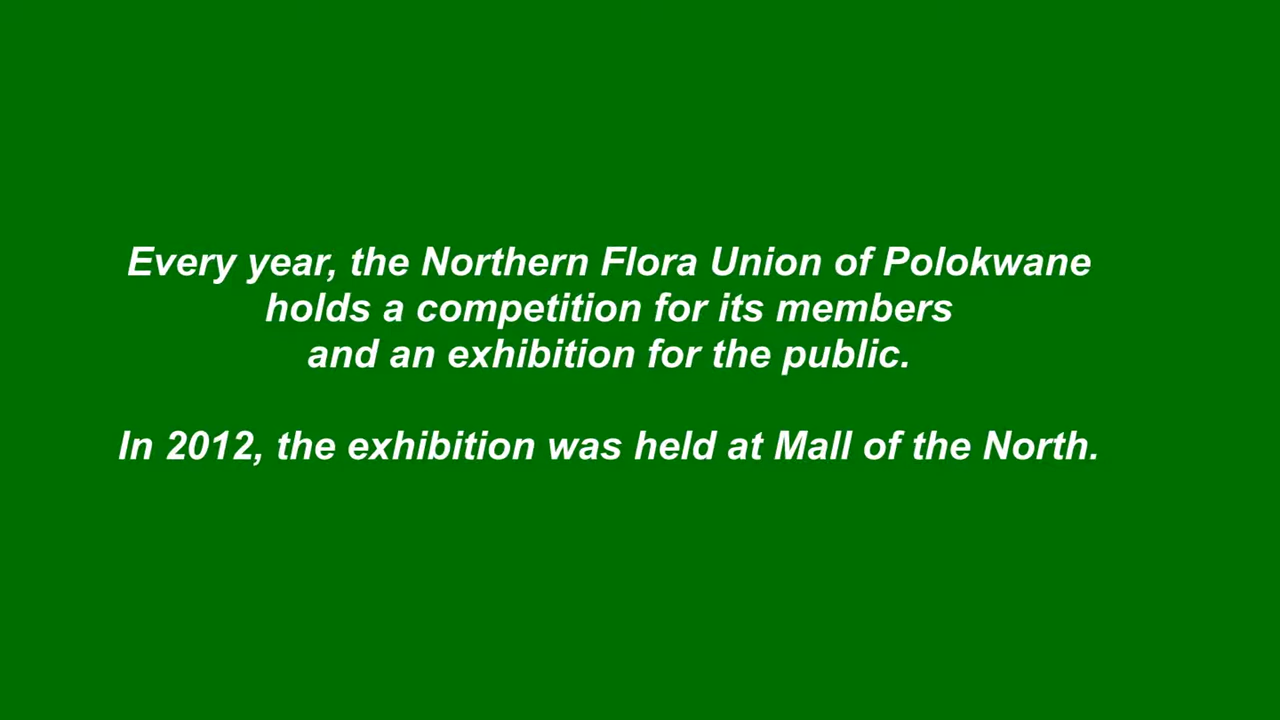 Every year, the Northern Flora Union of Polokwane
holds a competition for its members
and an exhibition for the public.
In 2012, the exhibition was held at Mall of the North.